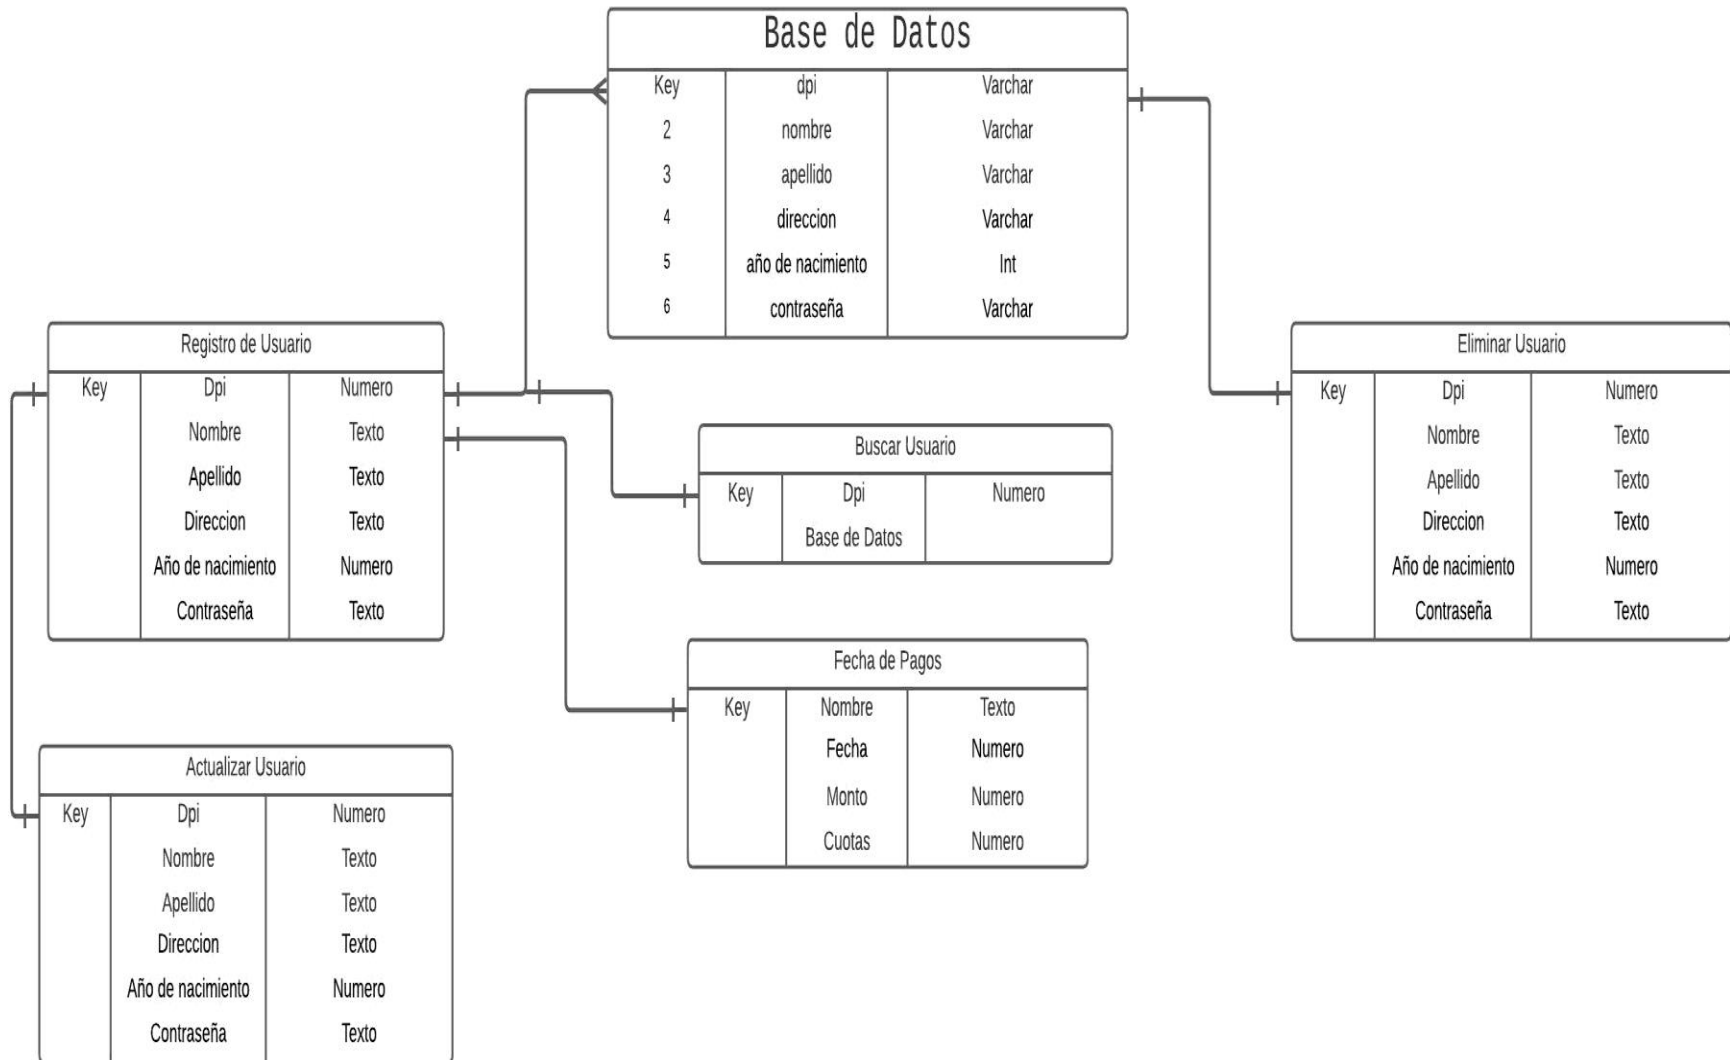 Base de Datos
Key dpi Varchar
2 nombre Varchar
3 apellido Varchar
4 direccion Varchar
5 año de nacimiento Int
6 contraseña Varchar
Registro de Usuario
Key Dpi Numero
Nombre Texto
Apellido Texto
Direccion Texto
Año de nacimiento Numero
Contraseña Texto
Eliminar Usuario
Key Dpi Numero
Nombre Texto
Apellido Texto
Direccion Texto
Año de nacimiento Numero
Contraseña Texto
Buscar Usuario
Key Dpi Numero
Base de Datos
Fecha de Pagos
Key Nombre Texto
Fecha Numero
Monto Numero
Cuotas Numero
Actualizar Usuario
Key Dpi Numero
Nombre Texto
Apellido Texto
Direccion Texto
Año de nacimiento Numero
Contraseña Texto